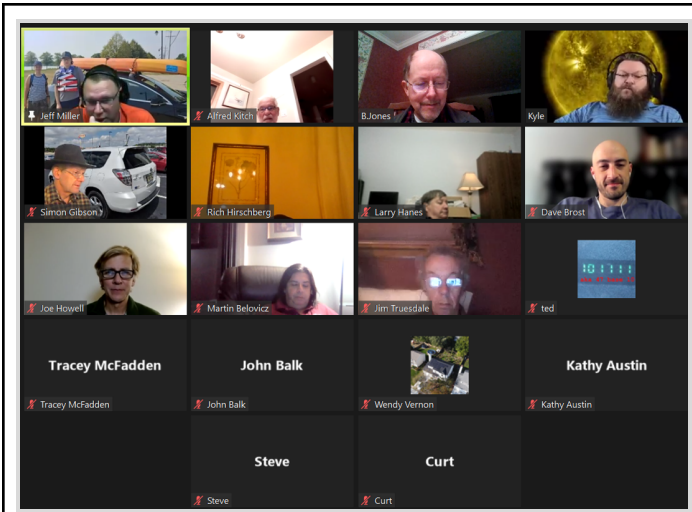 Jeff Miller
Alfred Kitch
BJones
Kyle
Simon Gibson
Rich Hirschberg
Larry Hanes
Dave Brost
Joe Howell
Martin Belovicz
Jim Truesdale
101711
ted
Tracey McFadden
Tracey McFadden
John Balk
John Balk
Wendy Vernon
Kathy Austin
Kathy Austin
Steve
Steve
Curt
Curt